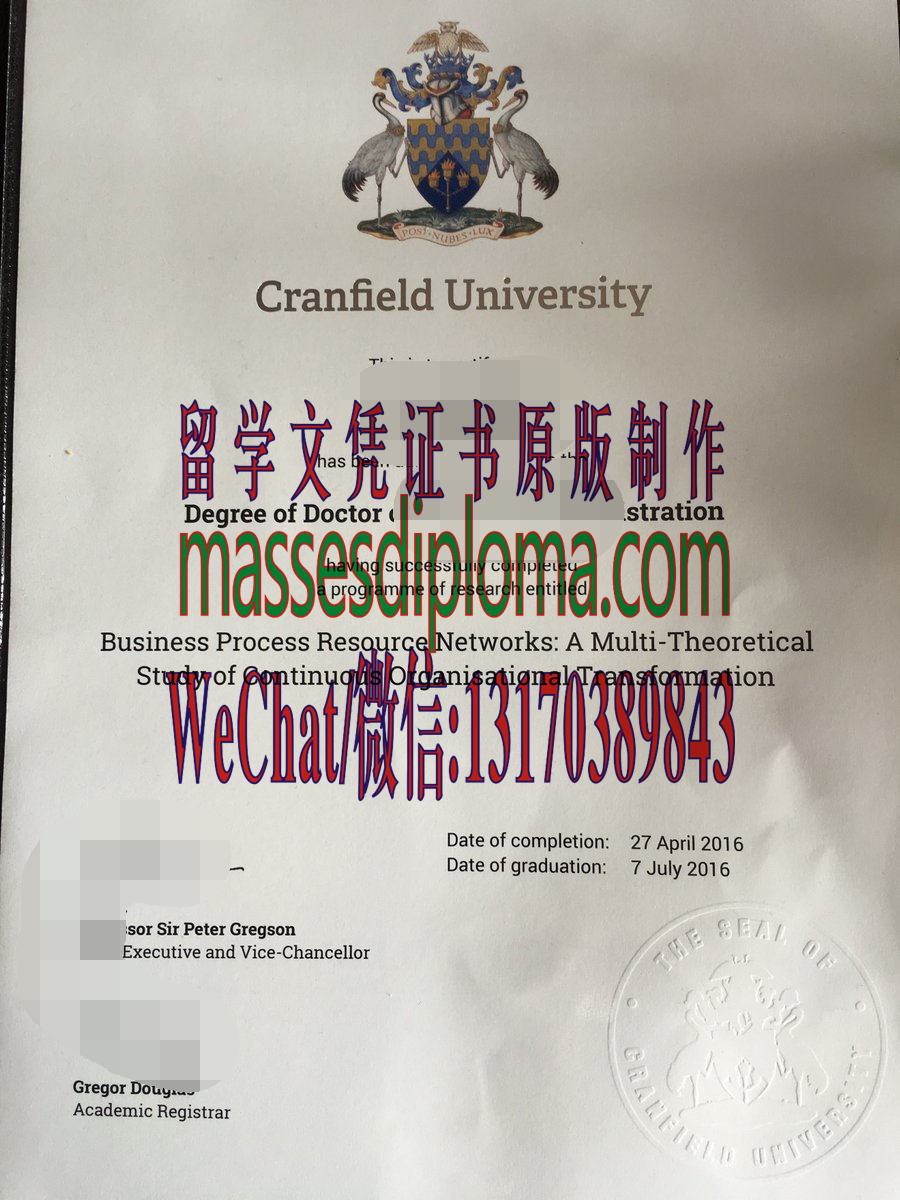 POST·NUBES·LUX
Cranfield University
留学文凭证书原版制作
has
Degree of Doctor
massesdiploma.com
having successfully completed
a programme of research entitled
Business Process Resource Networks: A Multi-Theoretical
Study of Continuous Organisational Transformation
WeChat/微信:13170389843
Date of completion: 27 April 2016
Date of graduation: 7 July 2016
Sir Peter Gregson
Executive and Vice-Chancellor
Gregor Douglas
Academic Registrar
THE SEAL OF
CRANFIELD UNIVERSITY